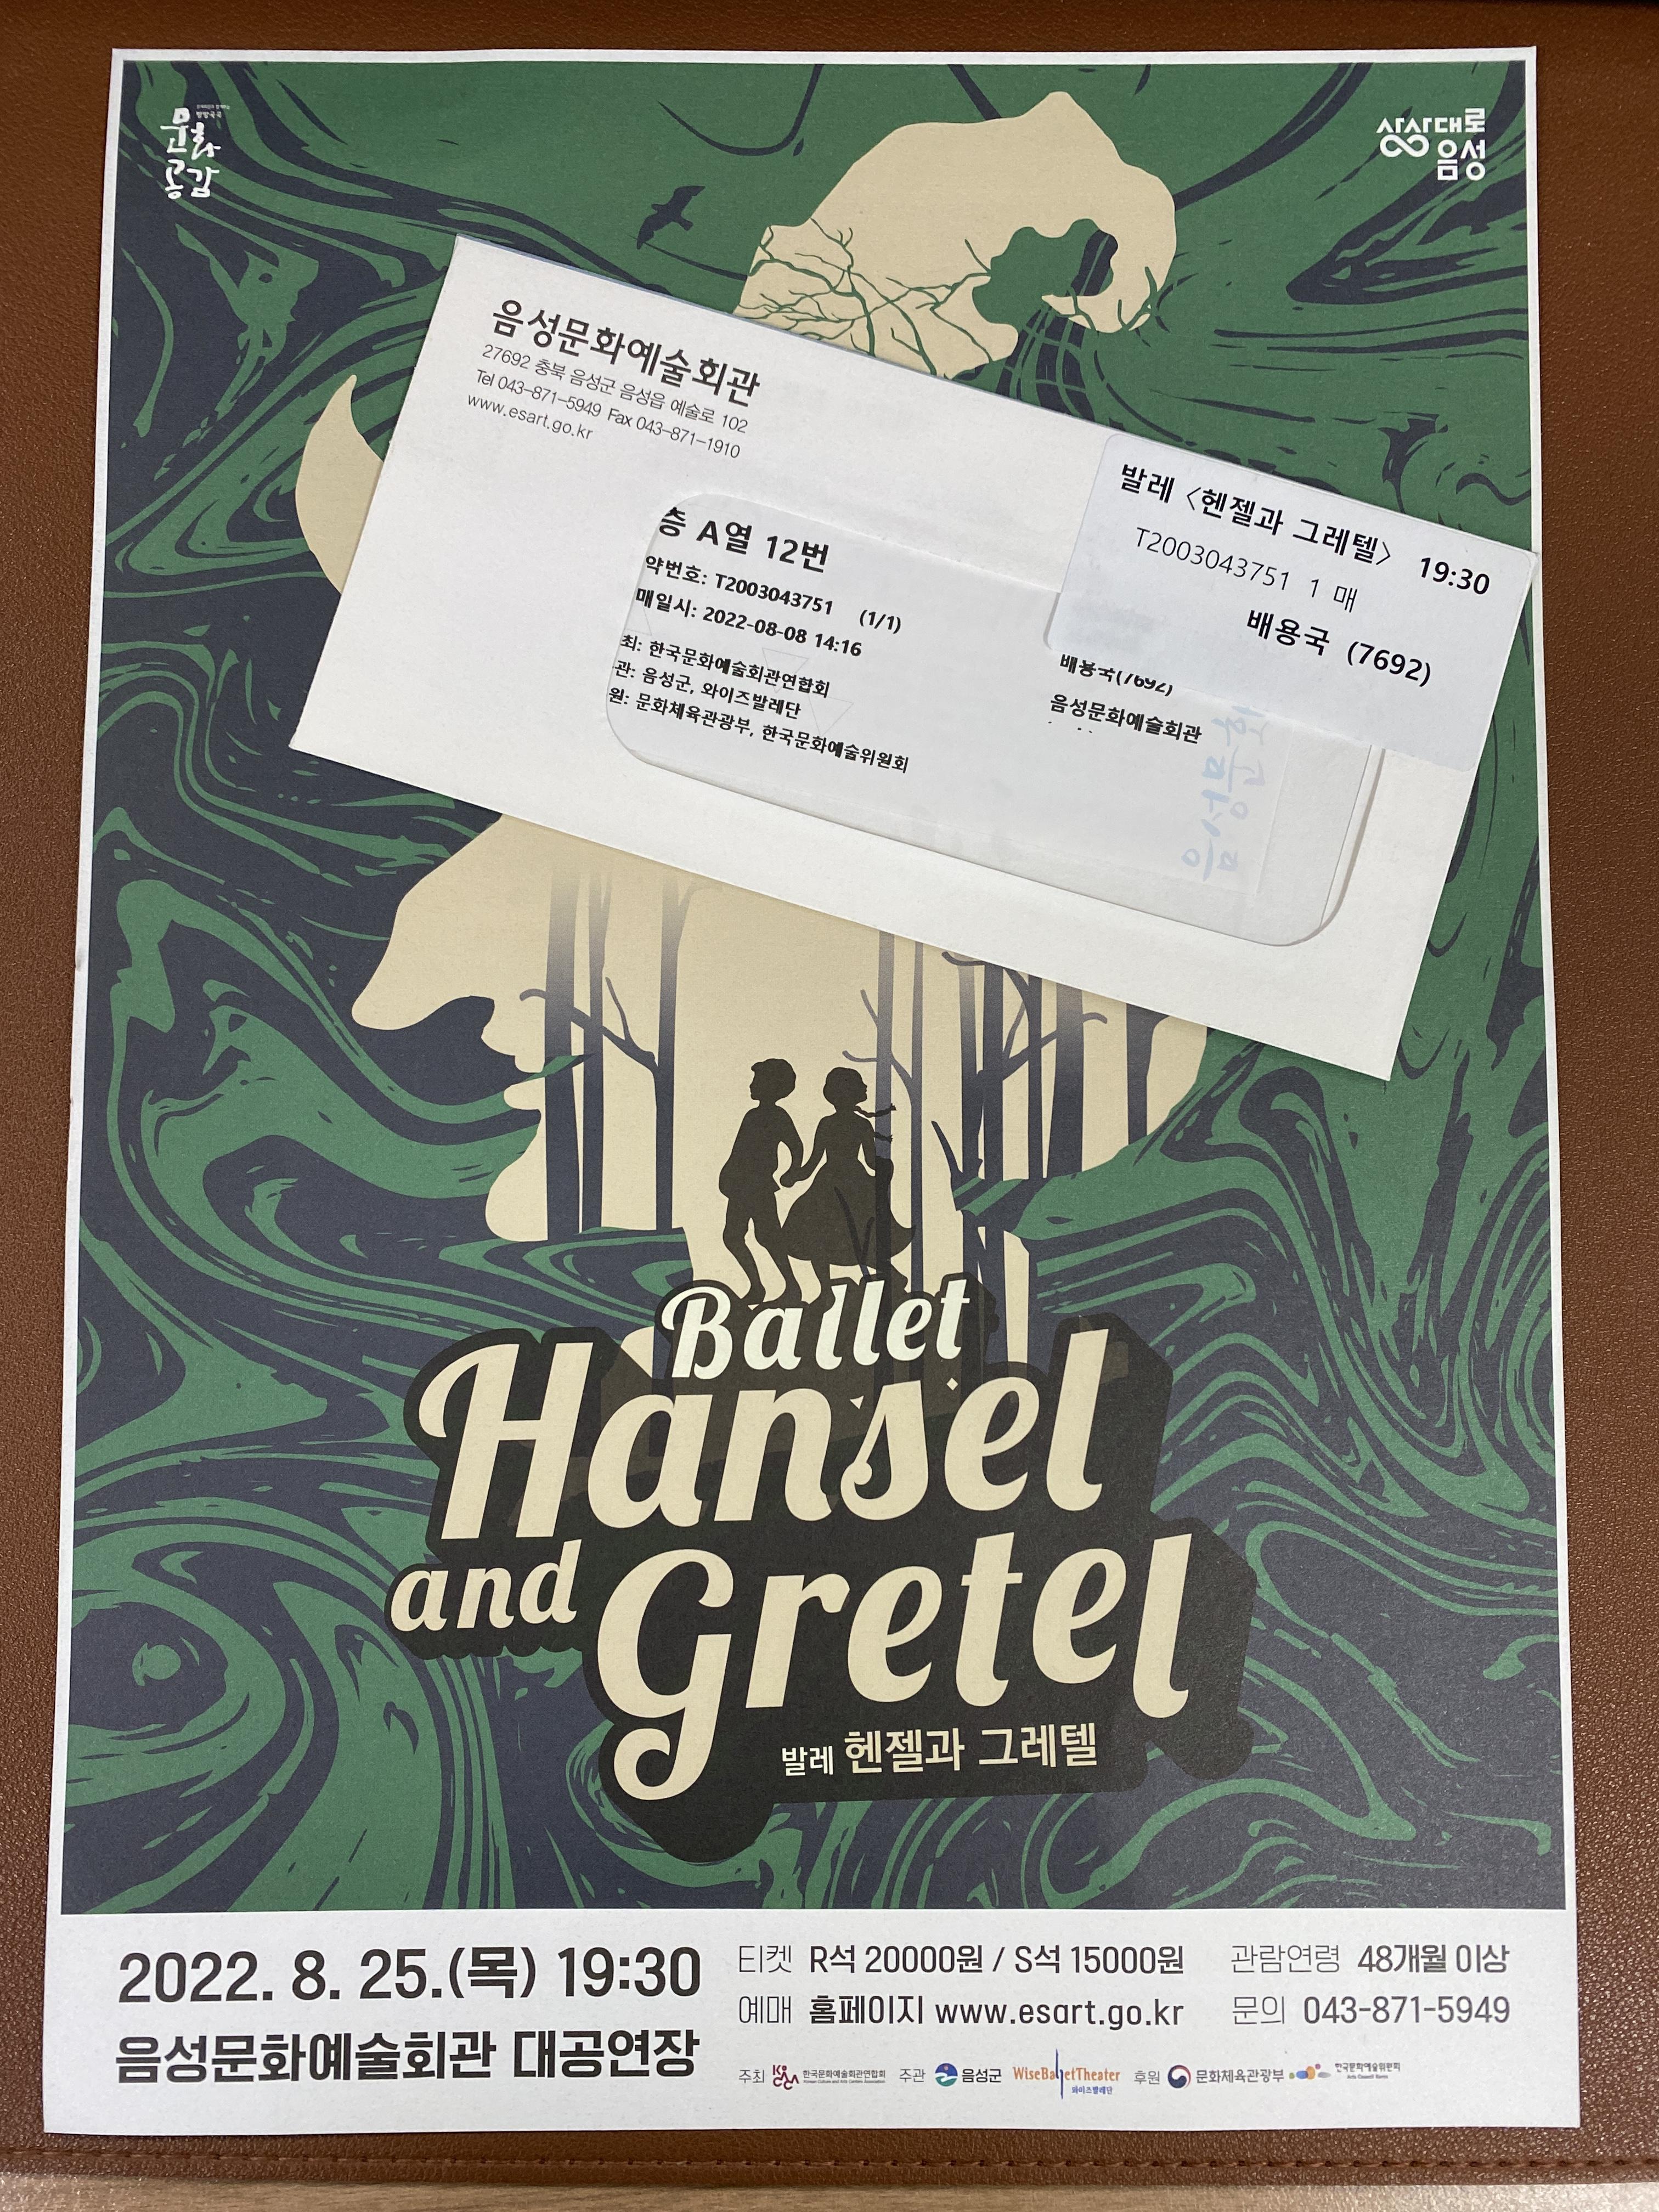 문화
공감
상상대로
음성
음성문화예술회관
27692 충북 음성군 음성읍 예술로 102
Tel 043-871-5949 Fax 043-871-1910
www.esart.go.kr
발레 <헨젤과 그레텔> 19:30
T2003043751 1 매
배용국 (7692)
층 A열 12번
약번호: T2003043751 (1/1)
매일시: 2022-08-08 14:16
최: 한국문화예술회관연합회
관: 음성군, 와이즈발레단
원: 문화체육관광부, 한국문화예술위원회
배용국(7692)
음성문화예술회관
Ballet
Hansel
and Gretel
발레 헨젤과 그레텔
2022. 8. 25.(목) 19:30
음성문화예술회관 대공연장
티켓 R석 20000원 / S석 15000원 관람연령 48개월 이상
예매 홈페이지 www.esart.go.kr 문의 043-871-5949
주최 한국문화예술회관연합회 주관 음성군 WiseBalletTheater 와이즈발레단 후원 문화체육관광부 한국문화예술위원회